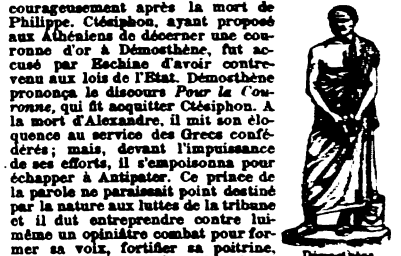 courageusement après la mort de
Philippe. Ctésiphon, ayant proposé
aux Athéniens de décerner une cou-
ronne d'or à Démosthène, fut ac-
cusé par Eschine d'avoir contre-
venu aux lois de l'Etat. Démosthène
prononça le discours Pour la Cou-
ronne, qui fit acquitter Ctésiphon. A
la mort d'Alexandre, il mit son élo-
quence au service des Grecs confé-
dérés ; mais, devant l'impuissance
de ses efforts, il s'empoisonna pour
échapper à Antipater. Ce prince de
la parole ne paraissait point destiné
par la nature aux luttes de la tribune
et il dut entreprendre contre lui-
même un opiniâtre combat pour for-
mer sa voix, fortifier sa poitrine,
Démosthène